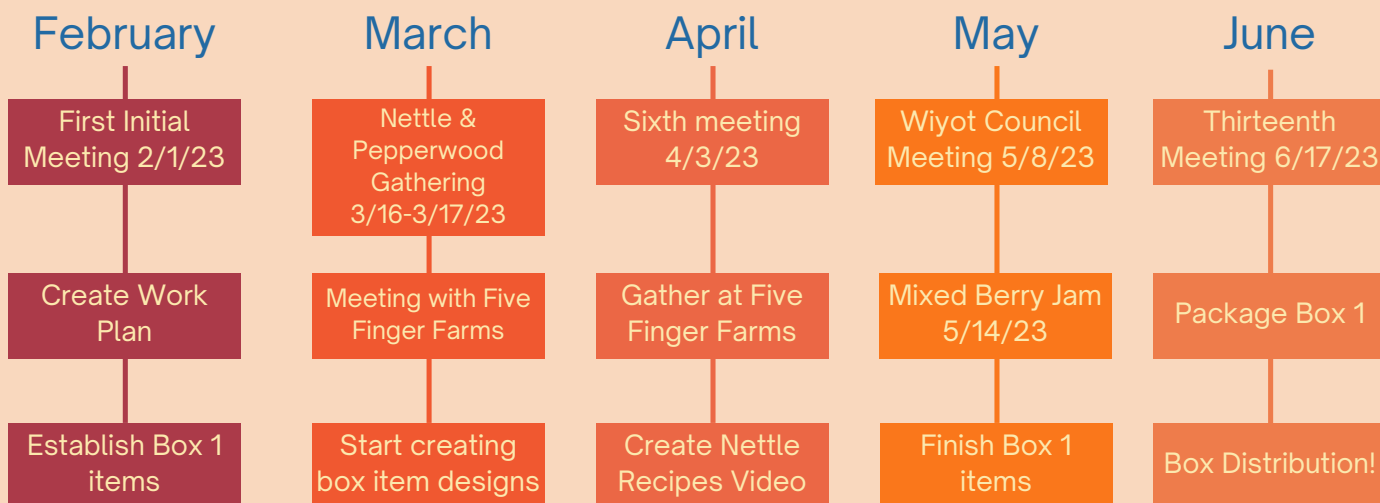 February
First Initial
Meeting 2/1/23
Create Work
Plan
Establish Box 1
items
March
Nettle &
Pepperwood
Gathering
3/16-3/17/23
Meeting with Five
Finger Farms
Start creating
box item designs
April
Sixth meeting
4/3/23
Gather at Five
Finger Farms
Create Nettle
Recipes Video
May
Wiyot Council
Meeting 5/8/23
Mixed Berry Jam
5/14/23
Finish Box 1
items
June
Thirteenth
Meeting 6/17/23
Package Box 1
Box Distribution!